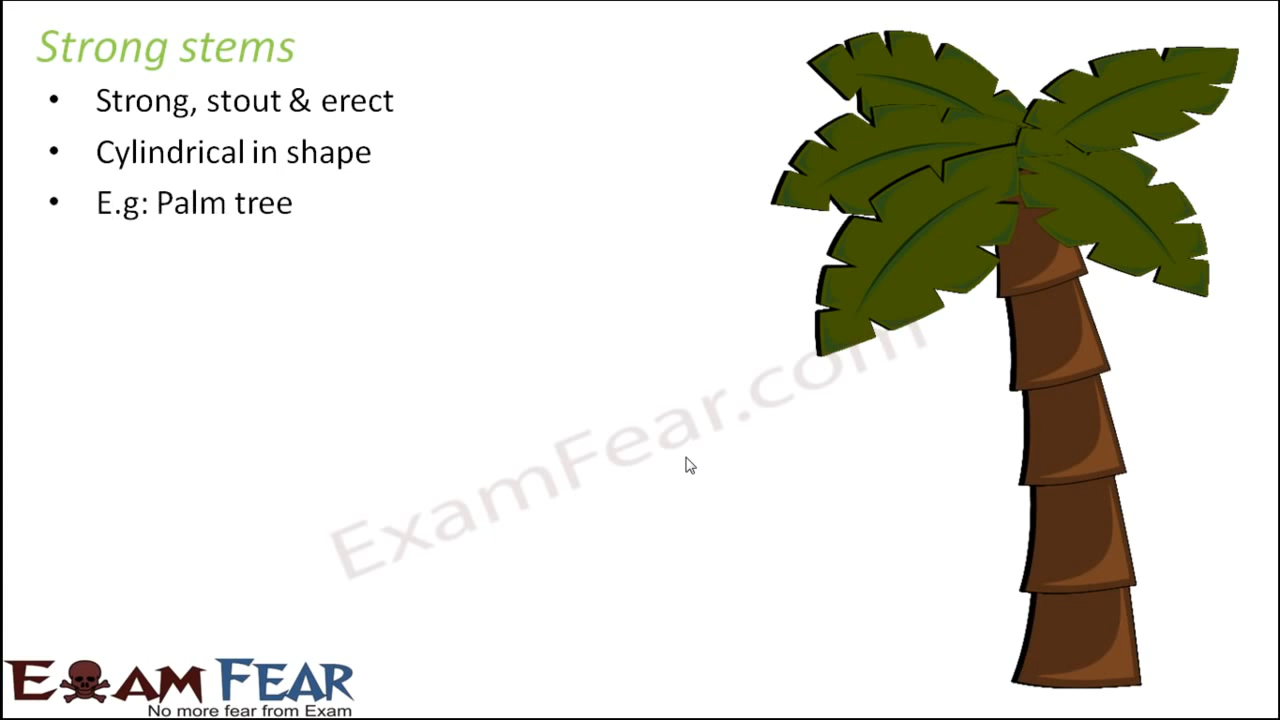 Strong stems
• Strong, stout & erect
• Cylindrical in shape
• E.g: Palm tree
ExamFear.com
EXAM FEAR
No more fear from Exam